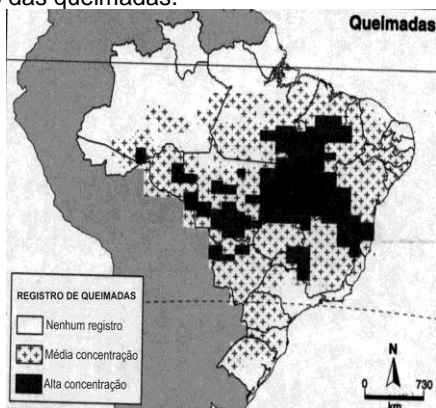 das queimadas.
Queimadas
REGISTRO DE QUEIMADAS
Nenhum registro
Média concentração
Alta concentração
N
0 730
km